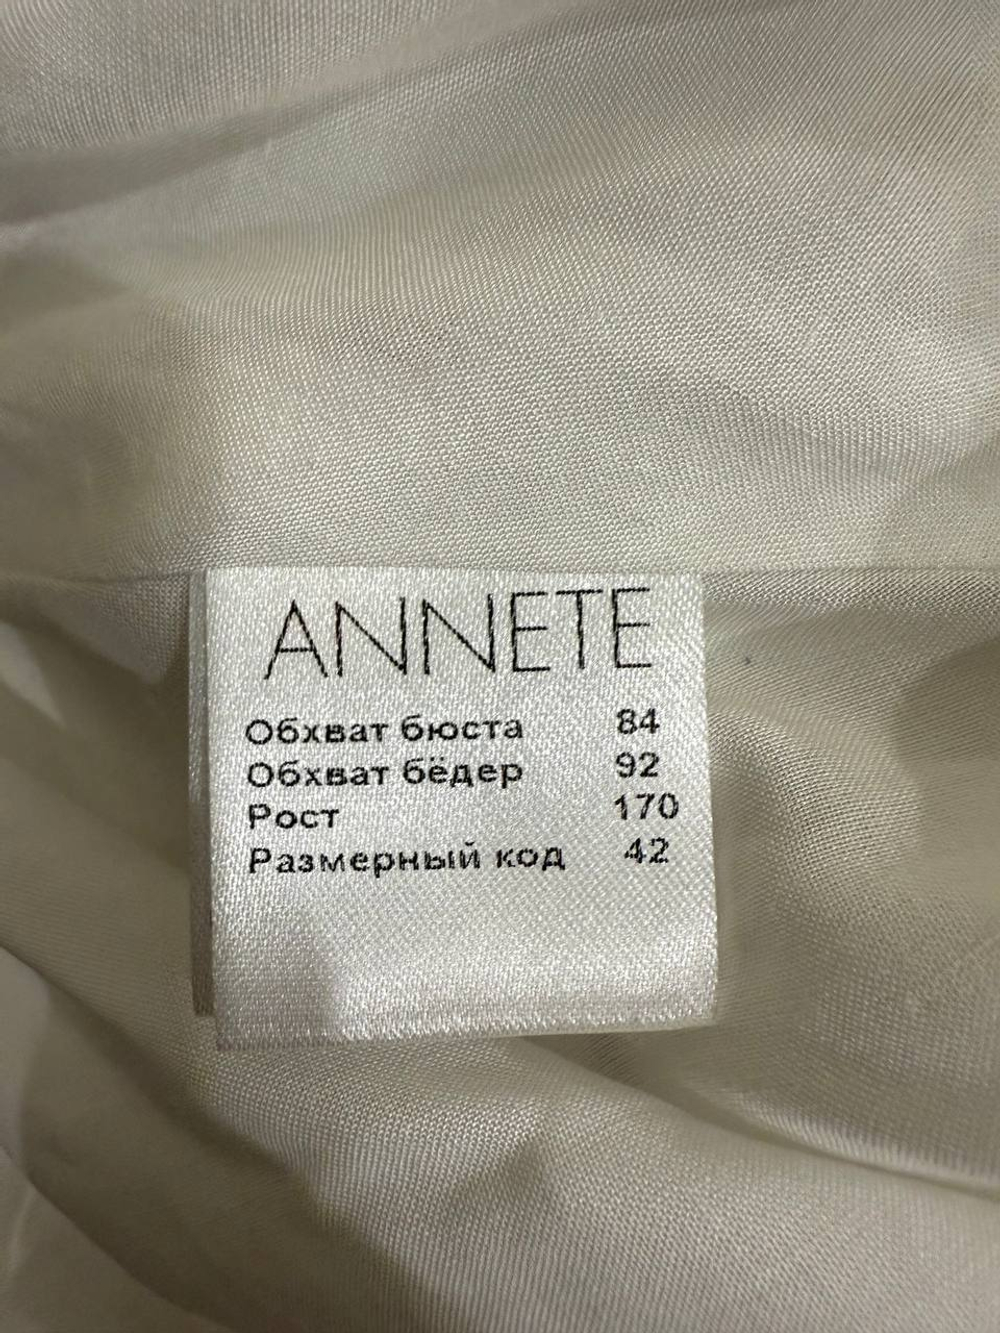 ANNETE
Обхват бюста 84
Обхват бёдер 92
Рост 170
Размерный код 42